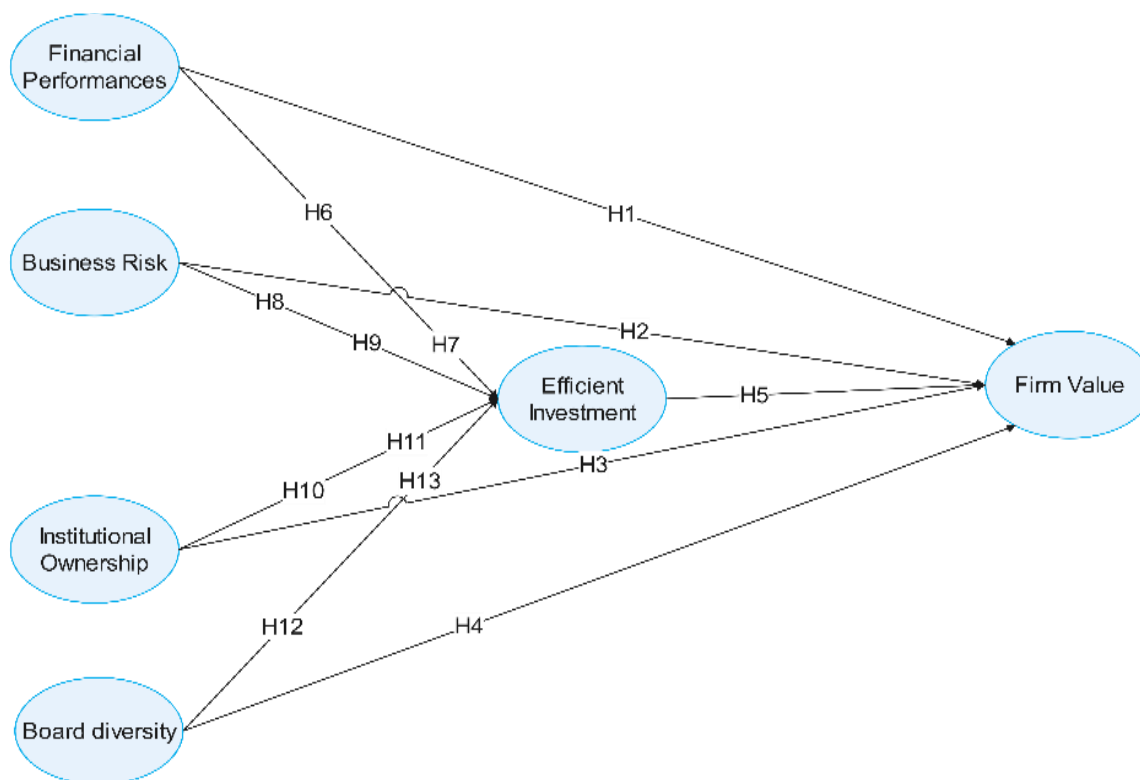 Financial
Performances
H6
H1
Business Risk
H8
H2
H9
H7
Efficient
Investment
H5
Firm Value
H11
H3
H10
H13
Institutional
Ownership
H12
H4
Board diversity